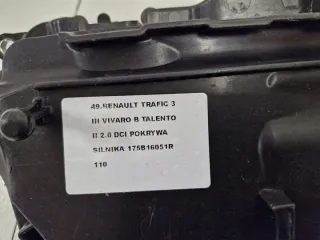 49.RENAULT TRAFIC 3
III VIVARO B TALENTO
II 2.0 DCI POKRYWA
SILNIKA 175B16051R
110